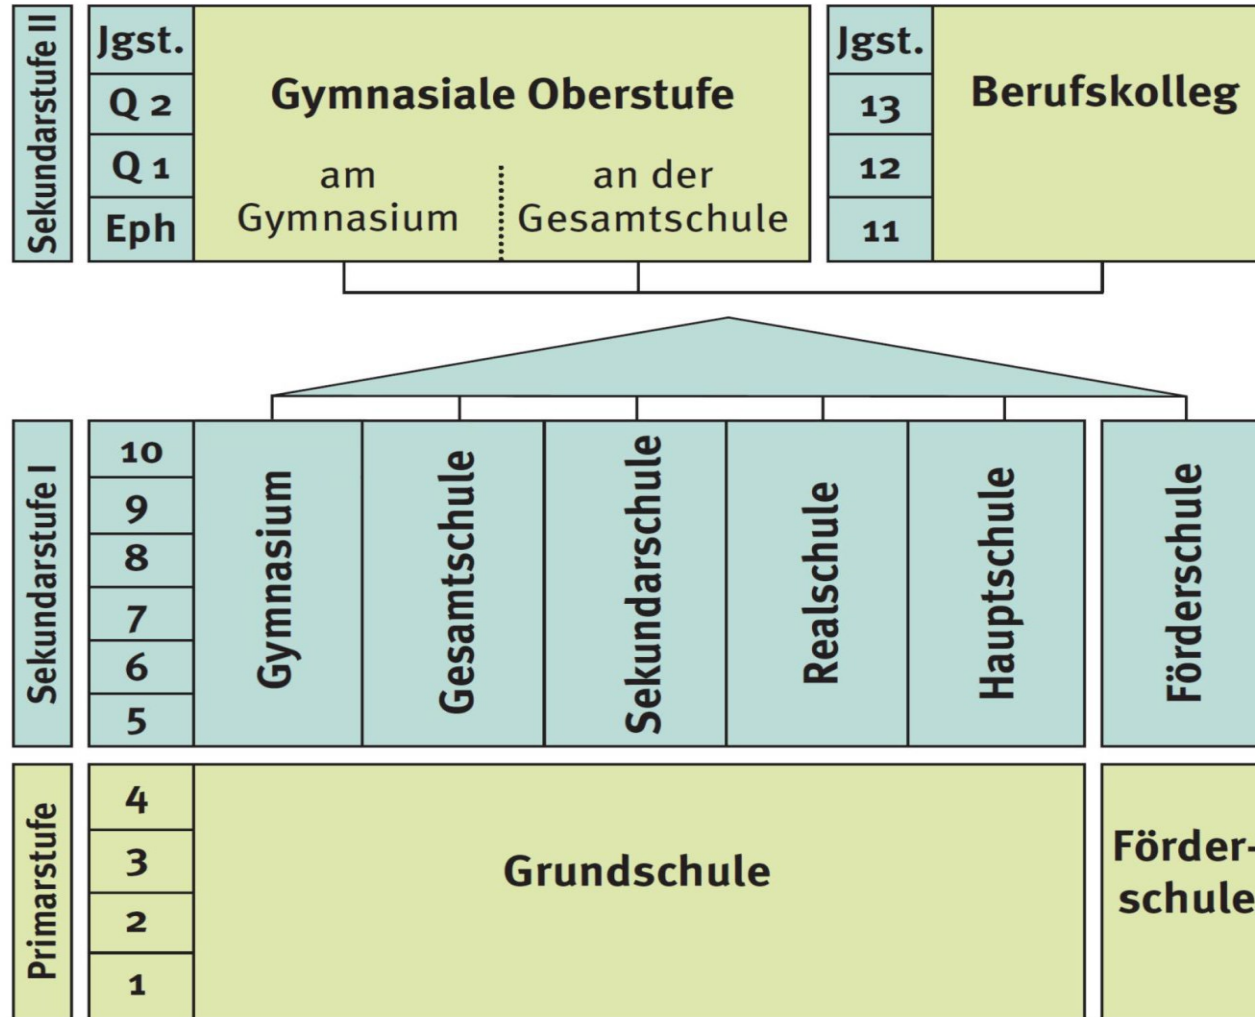 Sekundarstufe II
Jgst.
Q 2
Q 1
Eph
Gymnasiale Oberstufe
am
Gymnasium
an der
Gesamtschule
Jgst.
13
12
11
Berufskolleg
Sekundarstufe I
10
9
8
7
6
5
Gymnasium
Gesamtschule
Sekundarschule
Realschule
Hauptschule
Förderschule
Primarstufe
4
3
2
1
Grundschule
Förder-
schule